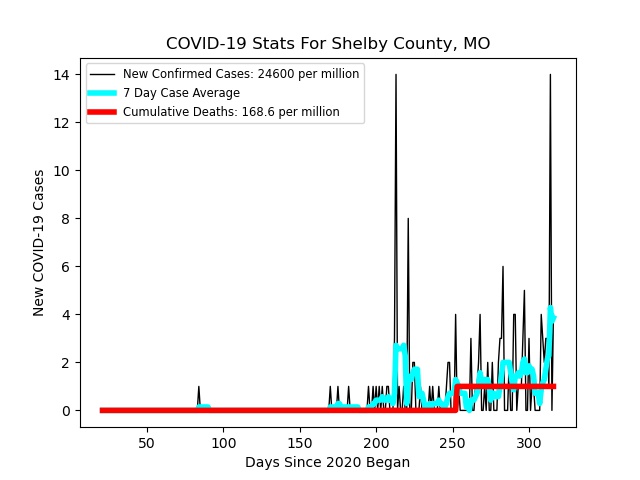 COVID-19 Stats For Shelby County, MO
New Confirmed Cases: 24600 per million
7 Day Case Average
Cumulative Deaths: 168.6 per million
New COVID-19 Cases
14
12
10
8
6
4
2
0
50 100 150 200 250 300
Days Since 2020 Began